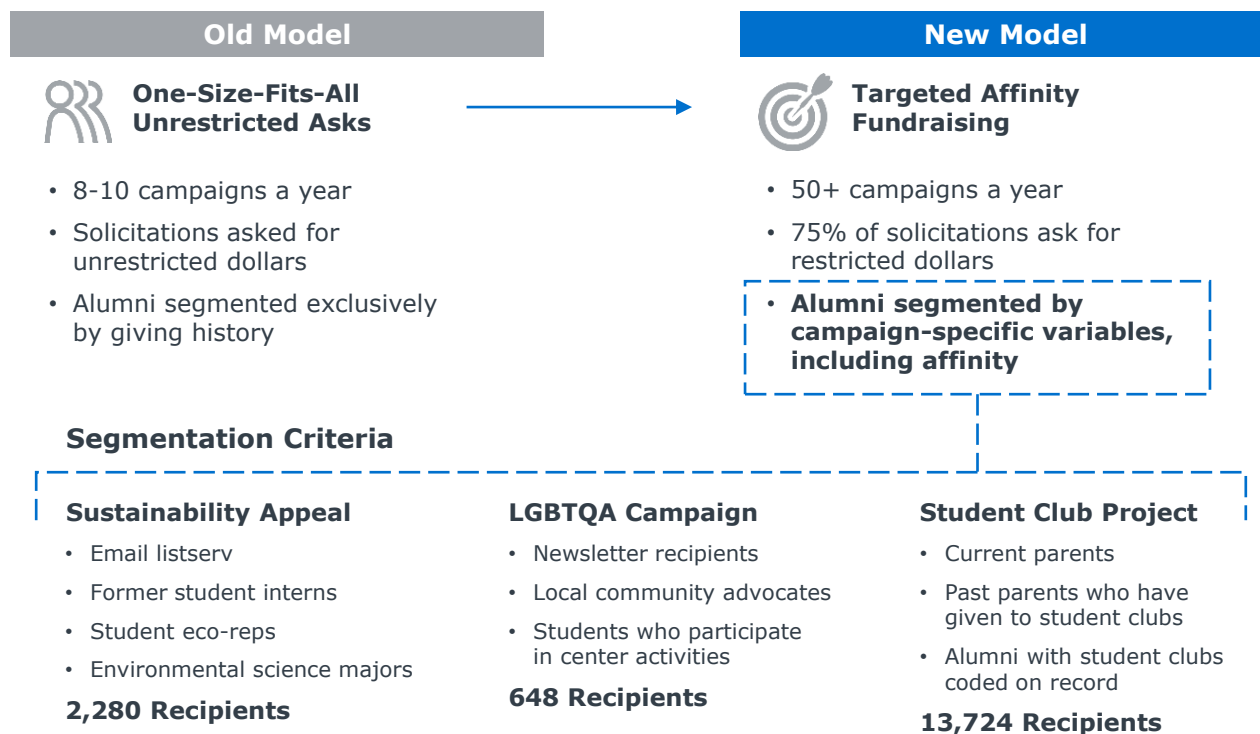 Old Model
One-Size-Fits-All
Unrestricted Asks
• 8-10 campaigns a year
• Solicitations asked for
unrestricted dollars
• Alumni segmented exclusively
by giving history
New Model
Targeted Affinity
Fundraising
• 50+ campaigns a year
• 75% of solicitations ask for
restricted dollars
• Alumni segmented by
campaign-specific variables,
including affinity
Segmentation Criteria
Sustainability Appeal
• Email listserv
• Former student interns
• Student eco-reps
• Environmental science majors
2,280 Recipients
LGBTQA Campaign
• Newsletter recipients
• Local community advocates
• Students who participate
in center activities
648 Recipients
Student Club Project
• Current parents
• Past parents who have
given to student clubs
• Alumni with student clubs
coded on record
13,724 Recipients